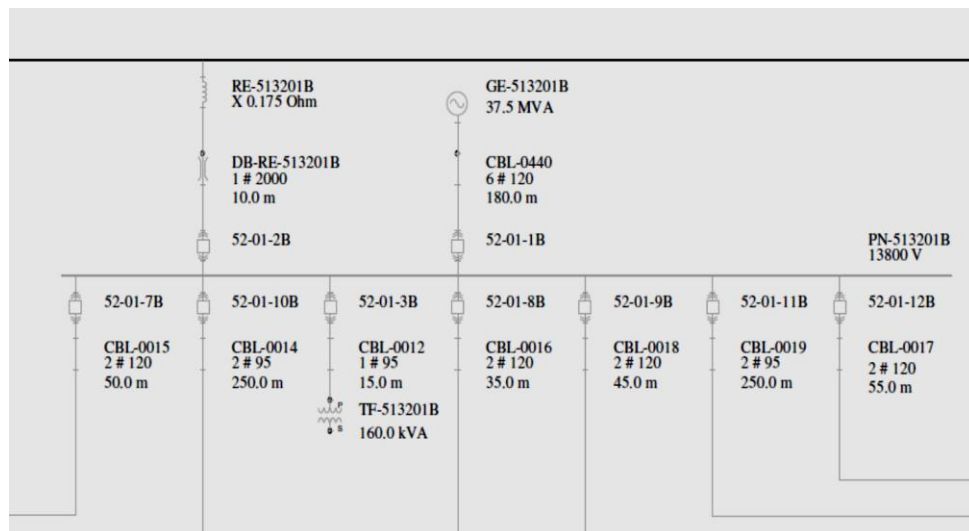 RE-513201B
X 0.175 Ohm
GE-513201B
37.5 MVA
DB-RE-513201B
1 # 2000
10.0 m
CBL-0440
6 # 120
180.0 m
52-01-2B
52-01-1B
PN-513201B
13800 V
52-01-7B
52-01-10B
52-01-3B
52-01-8B
52-01-9B
52-01-11B
52-01-12B
CBL-0015
2 # 120
50.0 m
CBL-0014
2 # 95
250.0 m
CBL-0012
1 # 95
15.0 m
CBL-0016
2 # 120
35.0 m
CBL-0018
2 # 120
45.0 m
CBL-0019
2 # 95
250.0 m
CBL-0017
2 # 120
55.0 m
P
S
TF-513201B
160.0 kVA